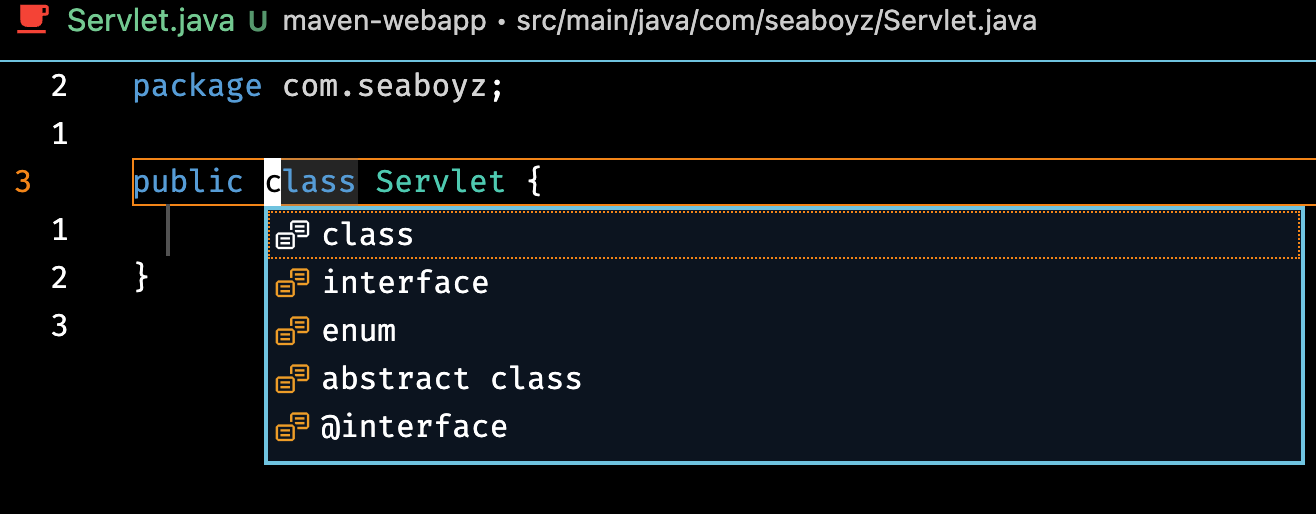 Servlet.java U maven-webapp • src/main/java/com/seaboyz/Servlet.java
2 package com.seaboyz;
1
3 public class Servlet {
1
2 }
3
class
interface
enum
abstract class
@interface